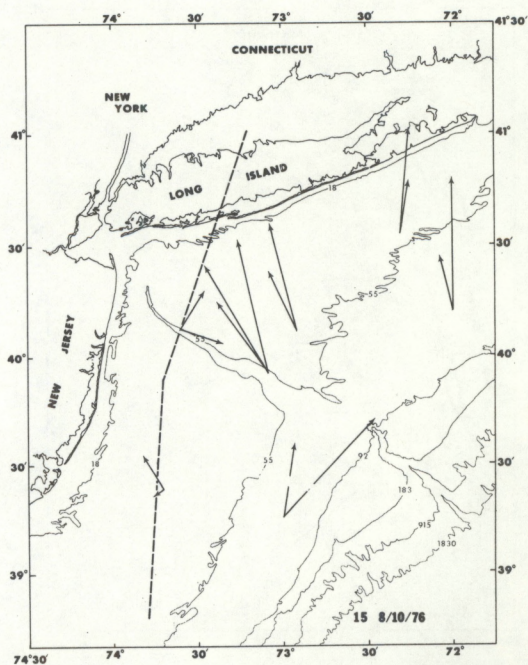 74° 30' 73° 30' 72° 41°30'
CONNECTICUT
NEW
YORK
41° 41°
LONG ISLAND
18
30' 30'
55
55
NEW JERSEY
40° 40°
30' 30'
18
55
91
183
915
1830
39° 39°
15 8/10/76
74°30' 74° 30' 73° 30' 72°